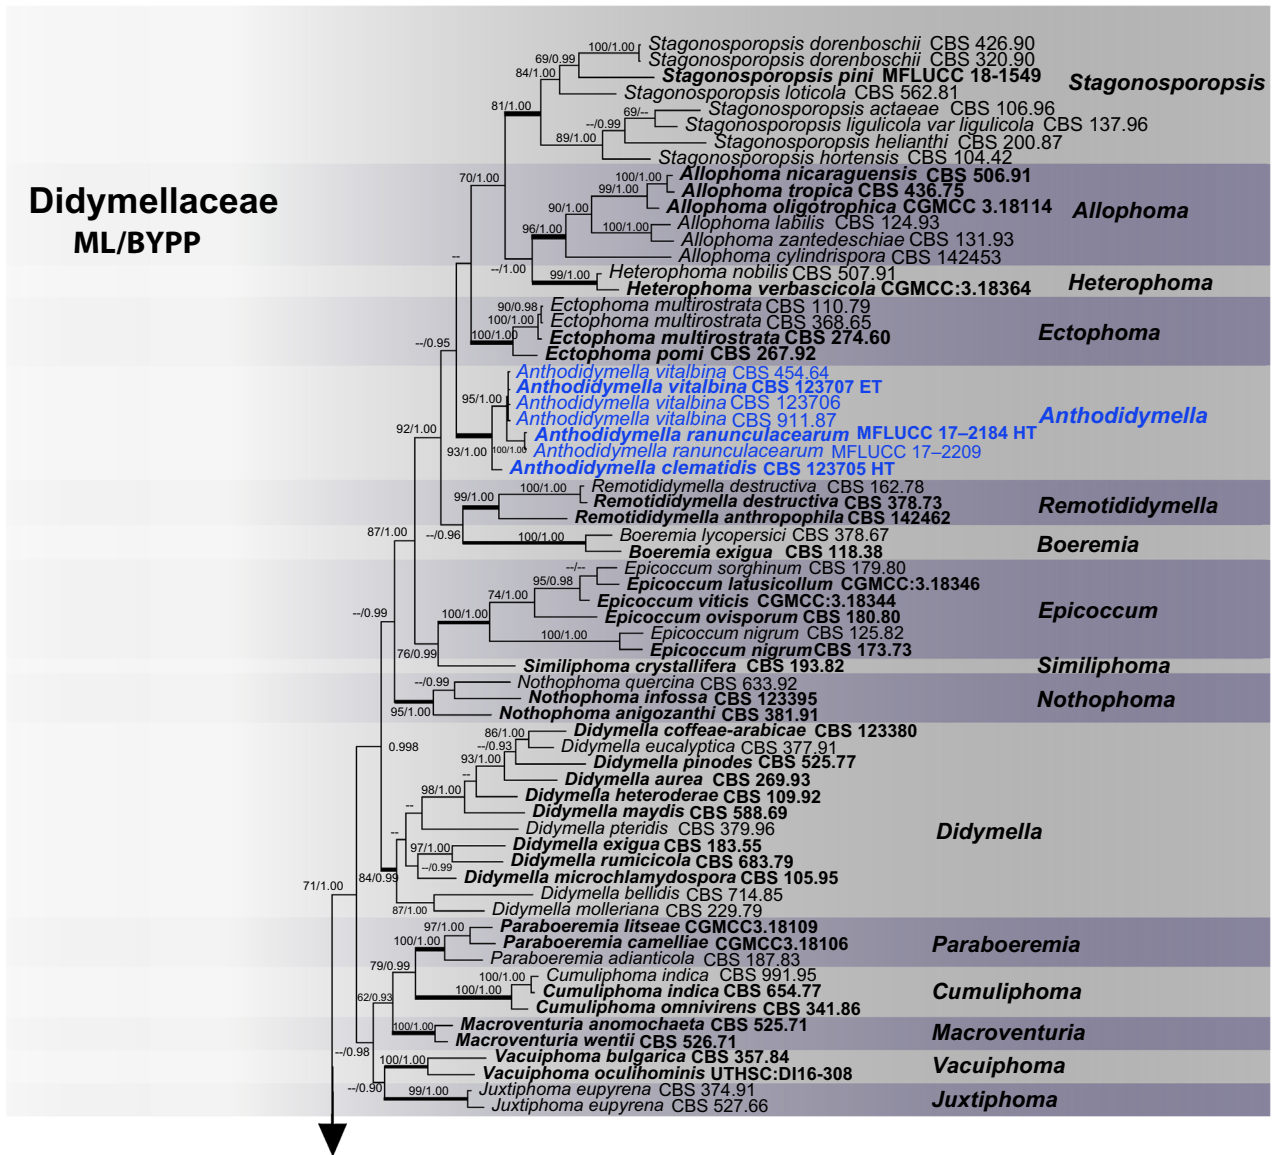 Didymellaceae
ML/BYPP
100/1.00
Stagonosporopsis dorenboschii CBS 426.90
69/0.99
Stagonosporopsis dorenboschii CBS 320.90
84/1.00
Stagonosporopsis pini MFLUCC 18-1549
Stagonosporopsis
Stagonosporopsis loticola CBS 562.81
81/1.00
Stagonosporopsis actaeae CBS 106.96
69/--
--/0.99
Stagonosporopsis ligulicola var ligulicola CBS 137.96
89/1.00
Stagonosporopsis helianthi CBS 200.87
Stagonosporopsis hortensis CBS 104.42
70/1.00
100/1.00
Allophoma nicaraguensis CBS 506.91
99/1.00
Allophoma tropica CBS 436.75
90/1.00
Allophoma oligotrophica CGMCC 3.18114
Allophoma
96/1.00
100/1.00
Allophoma labilis CBS 124.93
Allophoma zantedeschiae CBS 131.93
Allophoma cylindrispora CBS 142453
--
--/1.00
99/1.00
Heterophoma nobilis CBS 507.91
Heterophoma verbascicola CGMCC:3.18364
Heterophoma
90/0.98
Ectophoma multirostrata CBS 110.79
100/1.00
Ectophoma multirostrata CBS 368.65
100/1.00
Ectophoma multirostrata CBS 274.60
Ectophoma
Ectophoma pomi CBS 267.92
--/0.95
Anthodidymella vitalbina CBS 454.64
Anthodidymella vitalbina CBS 123707 ET
95/1.00
Anthodidymella vitalbina CBS 123706
Anthodidymella vitalbina CBS 911.87
Anthodidymella
92/1.00
Anthodidymella ranunculacearum MFLUCC 17–2184 HT
93/1.00
100/1.00
Anthodidymella ranunculacearum MFLUCC 17–2209
Anthodidymella clematidis CBS 123705 HT
100/1.00
Remotididymella destructiva CBS 162.78
99/1.00
Remotididymella destructiva CBS 378.73
Remotididymella
Remotididymella anthropophila CBS 142462
87/1.00
--/0.96
100/1.00
Boeremia lycopersici CBS 378.67
Boeremia exigua CBS 118.38
Boeremia
--/--
Epicoccum sorghinum CBS 179.80
95/0.98
Epicoccum latusicollum CGMCC:3.18346
74/1.00
Epicoccum viticis CGMCC:3.18344
Epicoccum
--/0.99
100/1.00
Epicoccum ovisporum CBS 180.80
100/1.00
Epicoccum nigrum CBS 125.82
76/0.99
Epicoccum nigrum CBS 173.73
Similiphoma crystallifera CBS 193.82
Similiphoma
--/0.99
Nothophoma quercina CBS 633.92
Nothophoma infossa CBS 123395
Nothophoma
95/1.00
Nothophoma anigozanthi CBS 381.91
86/1.00
Didymella coffeae-arabicae CBS 123380
0.998
--/0.93
Didymella eucalyptica CBS 377.91
93/1.00
Didymella pinodes CBS 525.77
--
Didymella aurea CBS 269.93
98/1.00
Didymella heteroderae CBS 109.92
--
Didymella maydis CBS 588.69
--
Didymella pteridis CBS 379.96
Didymella
97/1.00
Didymella exigua CBS 183.55
--/0.99
Didymella rumicicola CBS 683.79
84/0.99
Didymella microchlamydospora CBS 105.95
71/1.00
Didymella bellidis CBS 714.85
87/1.00
Didymella molleriana CBS 229.79
97/1.00
Paraboeremia litseae CGMCC3.18109
100/1.00
Paraboeremia camelliae CGMCC3.18106
Paraboeremia
Paraboeremia adianticola CBS 187.83
79/0.99
100/1.00
Cumuliphoma indica CBS 991.95
100/1.00
Cumuliphoma indica CBS 654.77
Cumuliphoma
62/0.93
Cumuliphoma omnivirens CBS 341.86
100/1.00
Macroventuria anomochaeta CBS 525.71
Macroventuria
Macroventuria wentii CBS 526.71
--/0.98
100/1.00
Vacuiphoma bulgarica CBS 357.84
Vacuiphoma
Vacuiphoma oculihominis UTHSC:DI16-308
--/0.90
99/1.00
Juxtiphoma eupyrena CBS 374.91
Juxtiphoma
Juxtiphoma eupyrena CBS 527.66